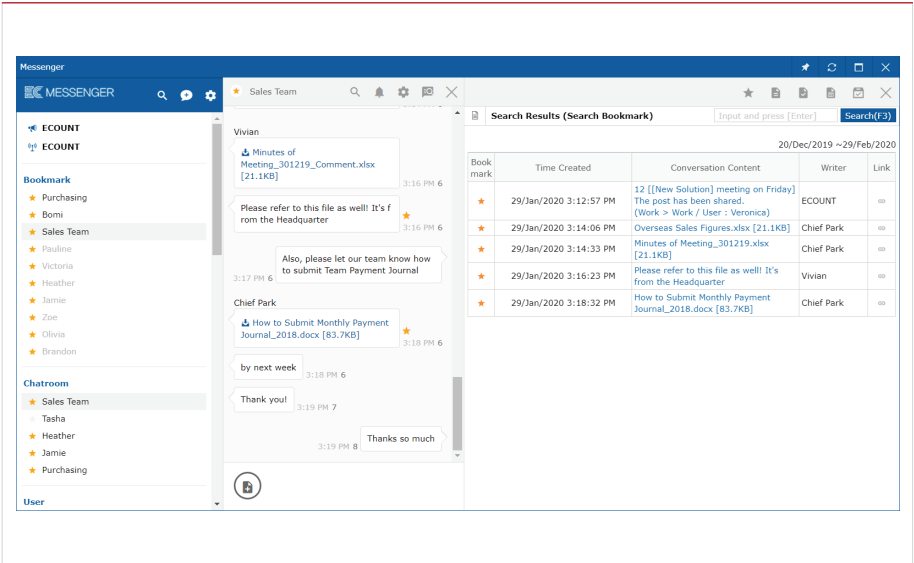 Messenger
EC MESSENGER
ECOUNT
ECOUNT
Bookmark
Purchasing
Bomi
Sales Team
Pauline
Victoria
Heather
Jamie
Zoe
Olivia
Brandon
Chatroom
Sales Team
Tasha
Heather
Jamie
Purchasing
User
Sales Team
Vivian
Minutes of
Meeting_301219_Comment.xlsx
[21.1KB]
3:16 PM 6
Please refer to this file as well! It's f
rom the Headquarter
3:16 PM 6
Also, please let our team know how
to submit Team Payment Journal
3:17 PM 6
Chief Park
How to Submit Monthly Payment
Journal_2018.docx [83.7KB]
3:18 PM 6
by next week
3:18 PM 6
Thank you!
3:19 PM 7
Thanks so much
3:19 PM 8
Search Results (Search Bookmark)
Input and press [Enter]
Search(F3)
20/Dec/2019 ~29/Feb/2020
Book mark Time Created Conversation Content Writer Link
29/Jan/2020 3:12:57 PM
12 [[New Solution] meeting on Friday]
The post has been shared.
(Work > Work / User : Veronica)
ECOUNT
29/Jan/2020 3:14:06 PM Overseas Sales Figures.xlsx [21.1KB] Chief Park
29/Jan/2020 3:14:33 PM
Minutes of Meeting_301219.xlsx
[21.1KB]
Chief Park
29/Jan/2020 3:16:23 PM
Please refer to this file as well! It's
from the Headquarter
Vivian
29/Jan/2020 3:18:32 PM
How to Submit Monthly Payment
Journal_2018.docx [83.7KB]
Chief Park